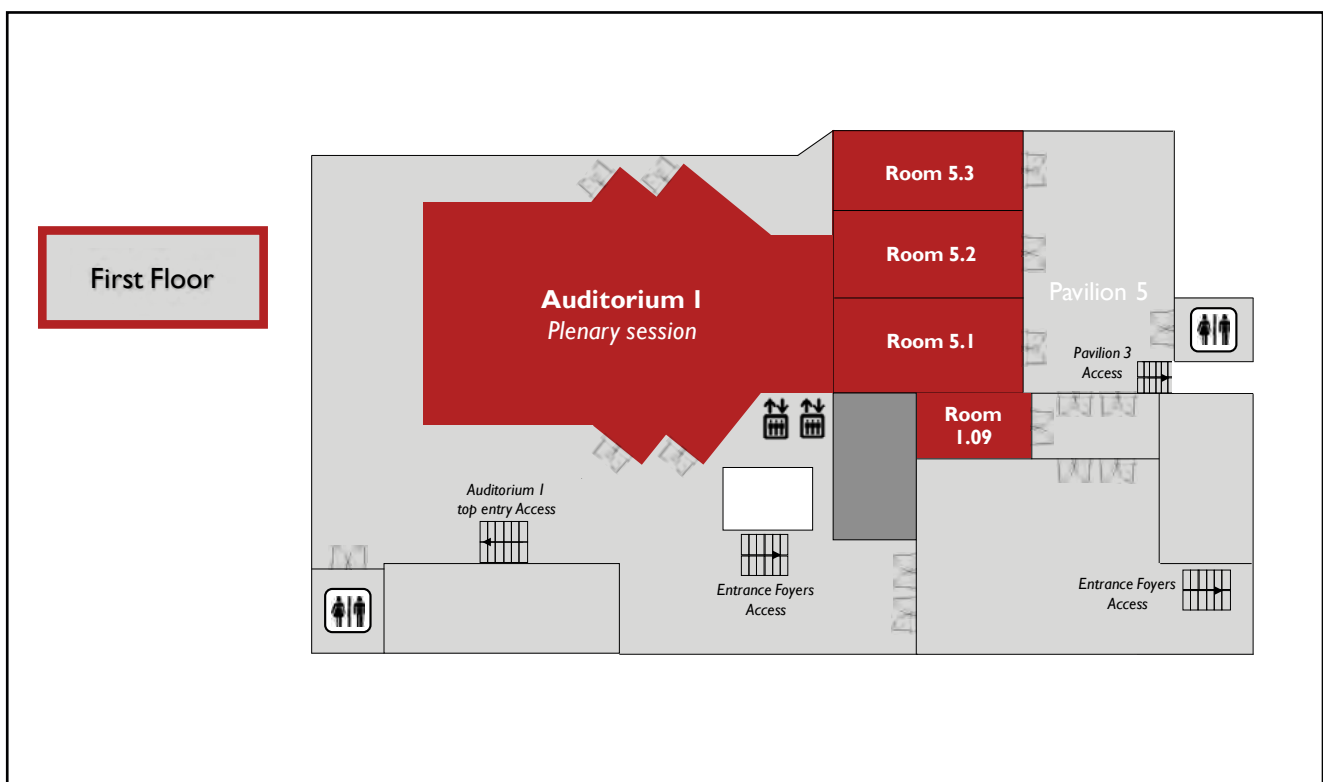 First Floor
Auditorium 1
Plenary session
Room 5.3
Room 5.2
Room 5.1
Pavilion 5
Pavilion 3
Access
Room
1.09
Auditorium 1
top entry Access
Entrance Foyers
Access
Entrance Foyers
Access